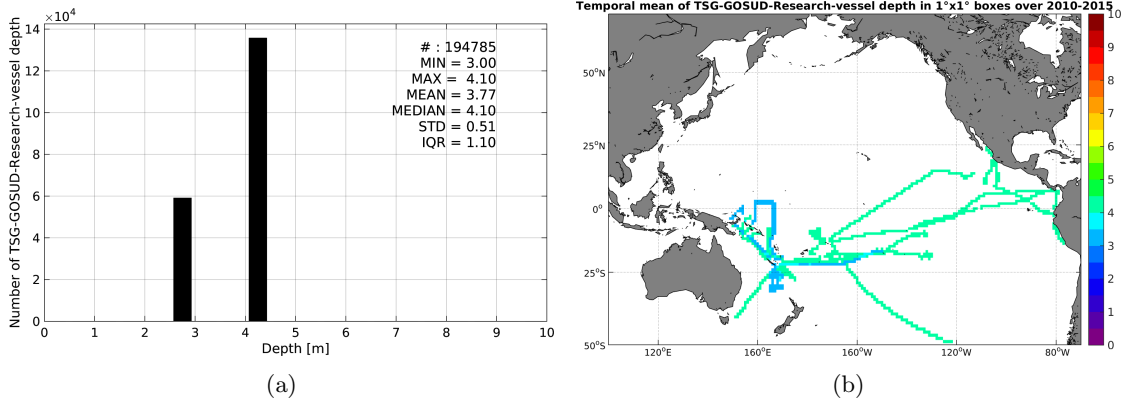 ×10⁴
14
12
10
8
6
4
2
0
Number of TSG-GOSUD-Research-vessel depth
# : 194785
MIN = 3.00
MAX = 4.10
MEAN = 3.77
MEDIAN = 4.10
STD = 0.51
IQR = 1.10
0 1 2 3 4 5 6 7 8 9 10
Depth [m]
(a)
Temporal mean of TSG-GOSUD-Research-vessel depth in 1°x1° boxes over 2010-2015
50°N
25°N
0°
25°S
50°S
120°E 160°E 160°W 120°W 80°W
10
9
8
7
6
5
4
3
2
1
0
(b)